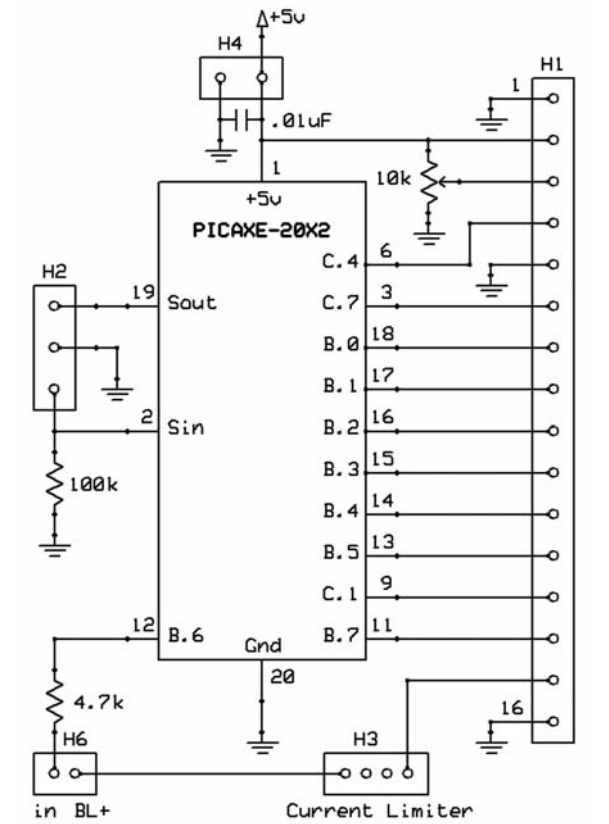 +5v
H4
H1
1
.01uF
1
10k
+5v
PICAXE-20X2
C.4 6
H2
19 Sout
C.7 3
B.0 18
B.1 17
2 Sin
B.2 16
B.3 15
100k
B.4 14
B.5 13
C.1 9
12 B.6
Gnd
B.7 11
20
4.7k
16
H6
H3
in BL+
Current Limiter